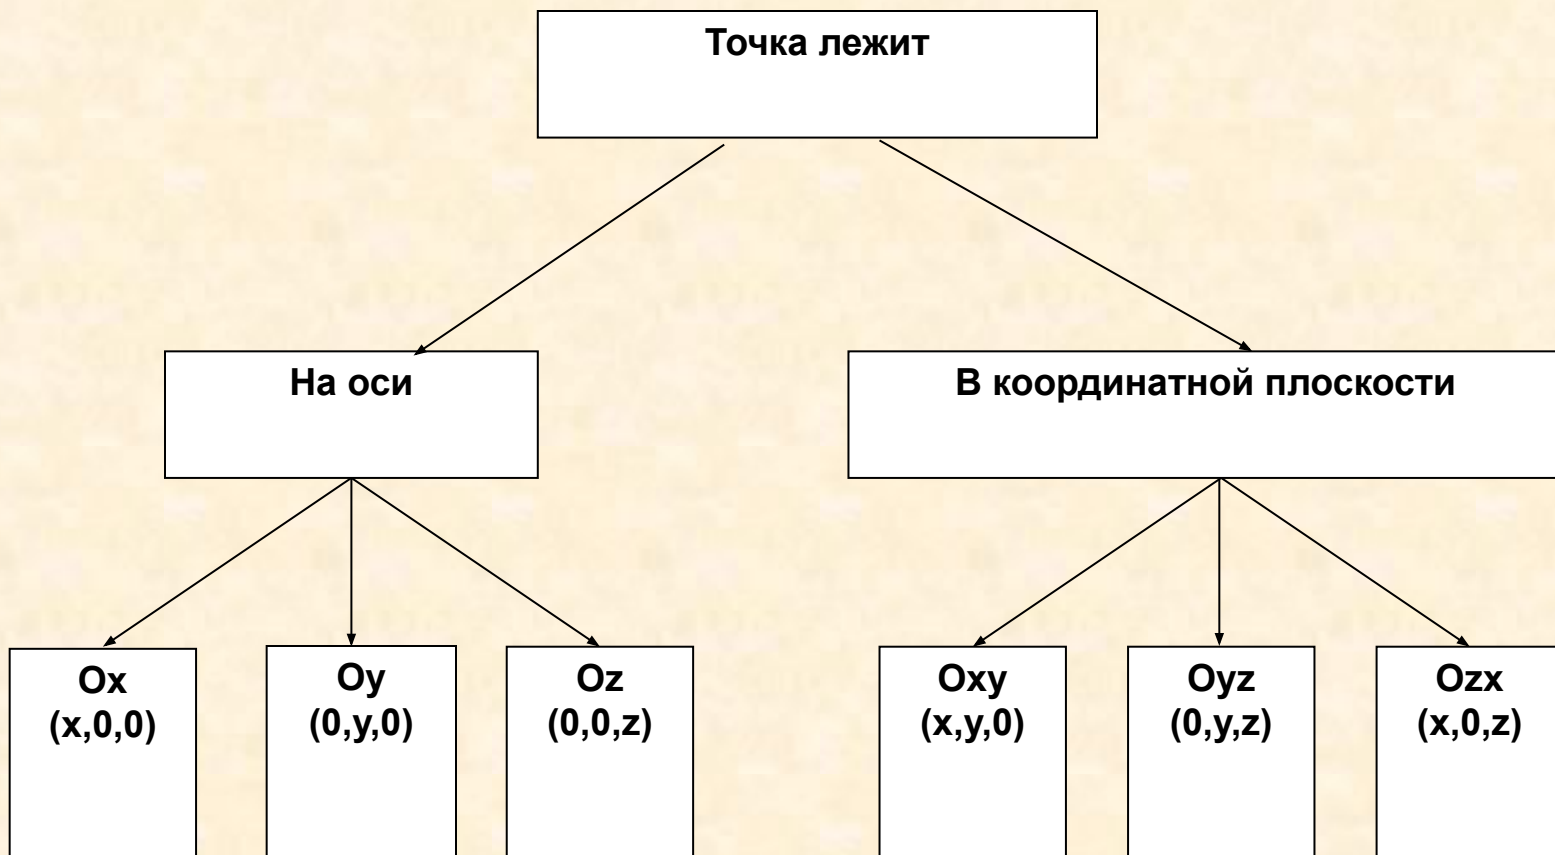 Точка лежит
На оси
В координатной плоскости
Ox
(x,0,0)
Oy
(0,y,0)
Oz
(0,0,z)
Oxy
(x,y,0)
Oyz
(0,y,z)
Ozx
(x,0,z)